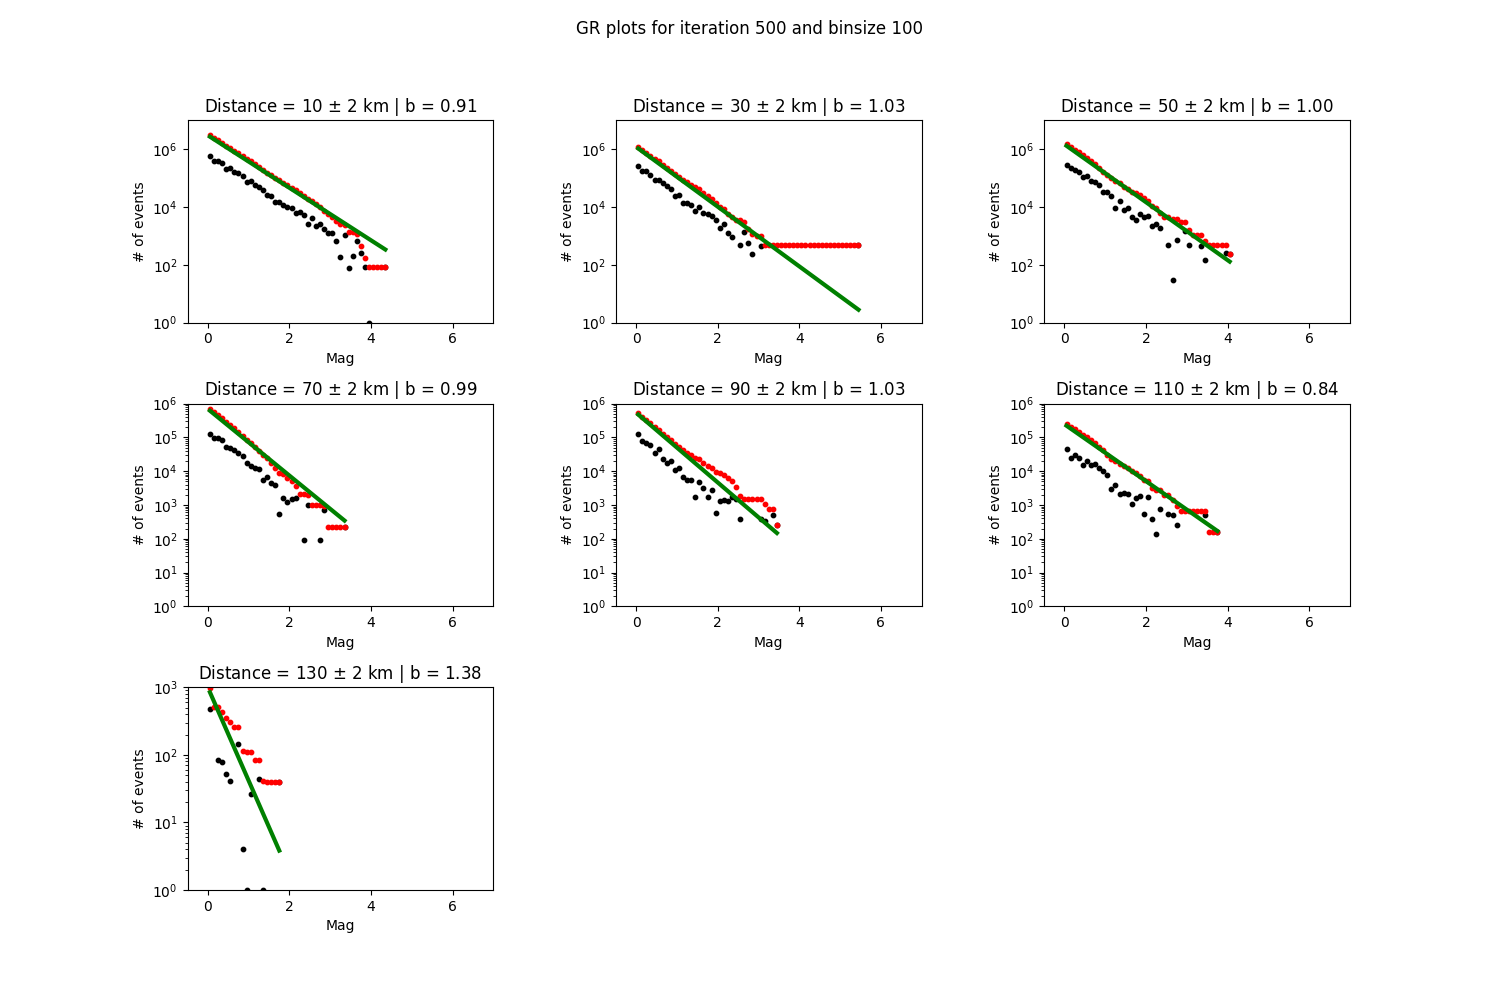 GR plots for iteration 500 and binsize 100
Distance = 10 ± 2 km | b = 0.91
Distance = 30 ± 2 km | b = 1.03
Distance = 50 ± 2 km | b = 1.00
10^6
10^4
10^2
10^0
# of events
0 2 4 6
Mag
10^6
10^4
10^2
10^0
# of events
0 2 4 6
Mag
10^6
10^4
10^2
10^0
# of events
0 2 4 6
Mag
Distance = 70 ± 2 km | b = 0.99
Distance = 90 ± 2 km | b = 1.03
Distance = 110 ± 2 km | b = 0.84
10^6
10^5
10^4
10^3
10^2
10^1
10^0
# of events
0 2 4 6
Mag
10^6
10^5
10^4
10^3
10^2
10^1
10^0
# of events
0 2 4 6
Mag
10^6
10^5
10^4
10^3
10^2
10^1
10^0
# of events
0 2 4 6
Mag
Distance = 130 ± 2 km | b = 1.38
10^3
10^2
10^1
10^0
# of events
0 2 4 6
Mag